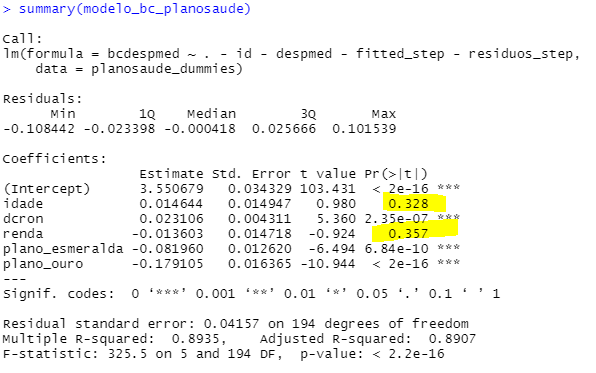 > summary(modelo_bc_planosaude)

Call:
lm(formula = bcdespmed ~ . - id - despmed - fitted_step - residuos_step,
    data = planosaude_dummies)

Residuals:
      Min        1Q    Median        3Q       Max
-0.108442 -0.023398 -0.000418  0.025666  0.101539

Coefficients:
                  Estimate Std. Error t value Pr(>|t|)
(Intercept)       3.550679   0.034329 103.431  < 2e-16 ***
idade             0.014644   0.014947   0.980    0.328
dcron             0.023106   0.004311   5.360 2.35e-07 ***
renda            -0.013603   0.014718  -0.924    0.357
plano_esmeralda -0.081960   0.012620  -6.494 6.84e-10 ***
plano_ouro       -0.179105   0.016365 -10.944  < 2e-16 ***
---
Signif. codes:  0 ‘***’ 0.001 ‘**’ 0.01 ‘*’ 0.05 ‘.’ 0.1 ‘ ’ 1

Residual standard error: 0.04157 on 194 degrees of freedom
Multiple R-squared:  0.8935,    Adjusted R-squared:  0.8907
F-statistic: 325.5 on 5 and 194 DF,  p-value: < 2.2e-16